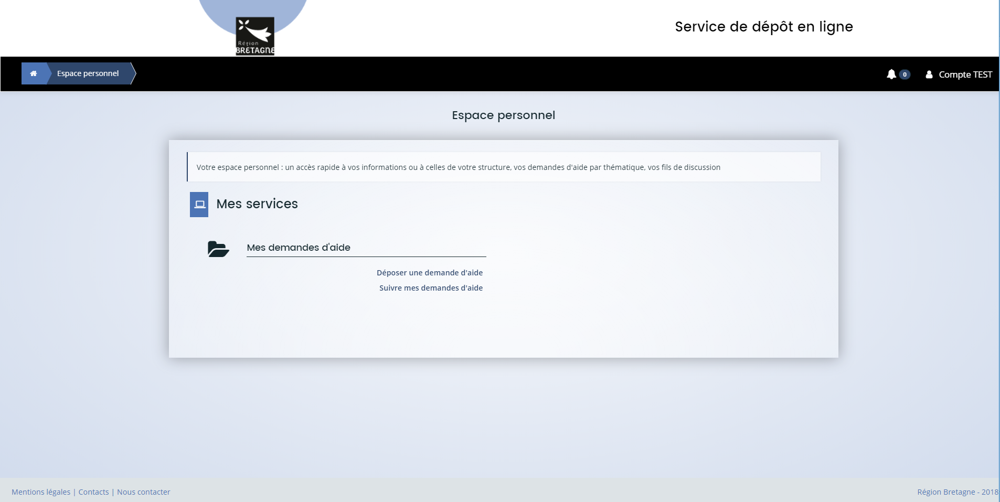 Région
BRETAGNE
Service de dépôt en ligne
Espace personnel
0
Compte TEST
Espace personnel
Votre espace personnel : un accès rapide à vos informations ou à celles de votre structure, vos demandes d'aide par thématique, vos fils de discussion
Mes services
Mes demandes d'aide
Déposer une demande d'aide
Suivre mes demandes d'aide
Mentions légales | Contacts | Nous contacter
Région Bretagne - 2018